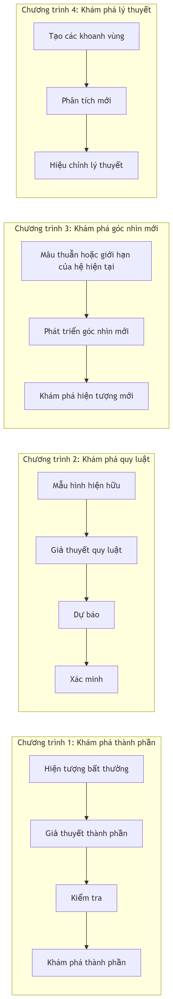 Chương trình 4: Khám phá lý thuyết
Tạo các khoanh vùng
Phân tích mới
Hiệu chỉnh lý thuyết
Chương trình 3: Khám phá góc nhìn mới
Mâu thuẫn hoặc giới hạn
của hệ hiện tại
Phát triển góc nhìn mới
Khám phá hiện tượng mới
Chương trình 2: Khám phá quy luật
Mẫu hình hiện hữu
Giả thuyết quy luật
Dự báo
Xác minh
Chương trình 1: Khám phá thành phần
Hiện tượng bất thường
Giả thuyết thành phần
Kiểm tra
Khám phá thành phần